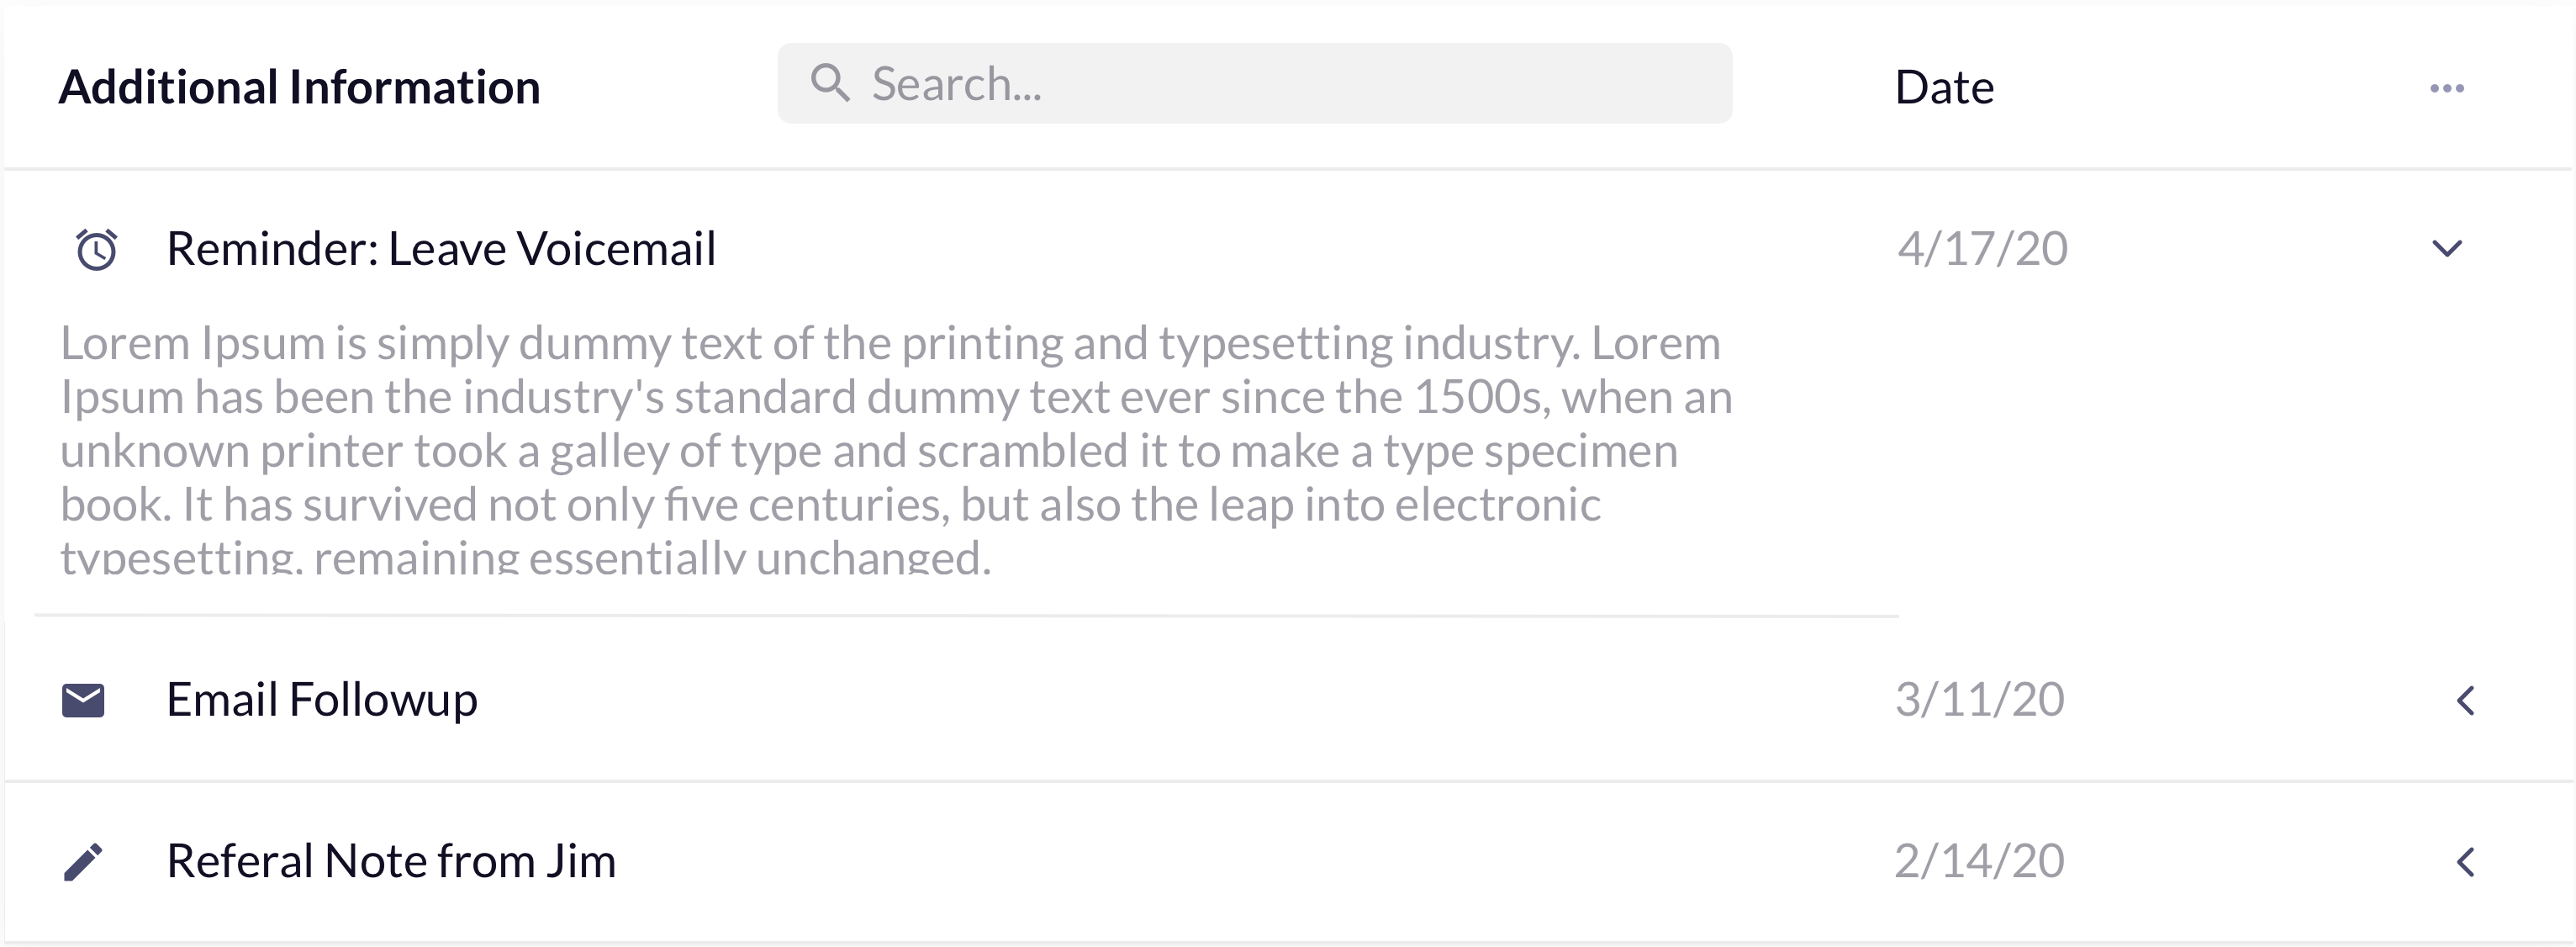 Additional Information
Search...
Date
Reminder: Leave Voicemail
4/17/20
Lorem Ipsum is simply dummy text of the printing and typesetting industry. Lorem
Ipsum has been the industry's standard dummy text ever since the 1500s, when an
unknown printer took a galley of type and scrambled it to make a type specimen
book. It has survived not only five centuries, but also the leap into electronic
typesetting, remaining essentially unchanged.
Email Followup
3/11/20
Referal Note from Jim
2/14/20